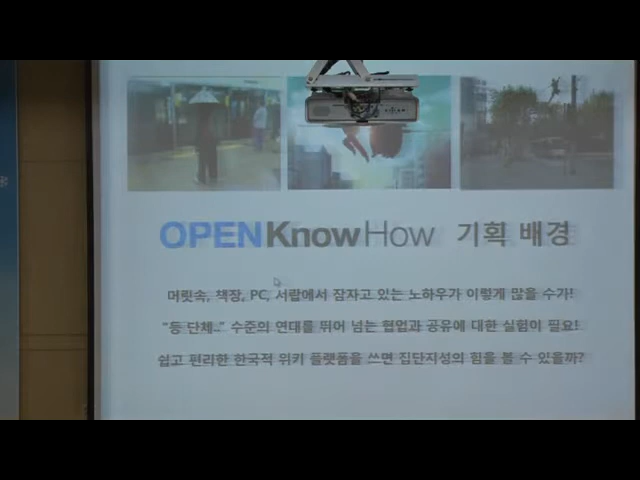 OPENKnowHow 기획 배경
머릿속, 책장, PC, 서랍에서 잠자고 있는 노하우가 이렇게 많을 수가!
"등 단체.." 수준의 연대를 뛰어 넘는 협업과 공유에 대한 실험이 필요!
쉽고 편리한 한국적 위키 플랫폼을 쓰면 집단지성의 힘을 볼 수 있을까?